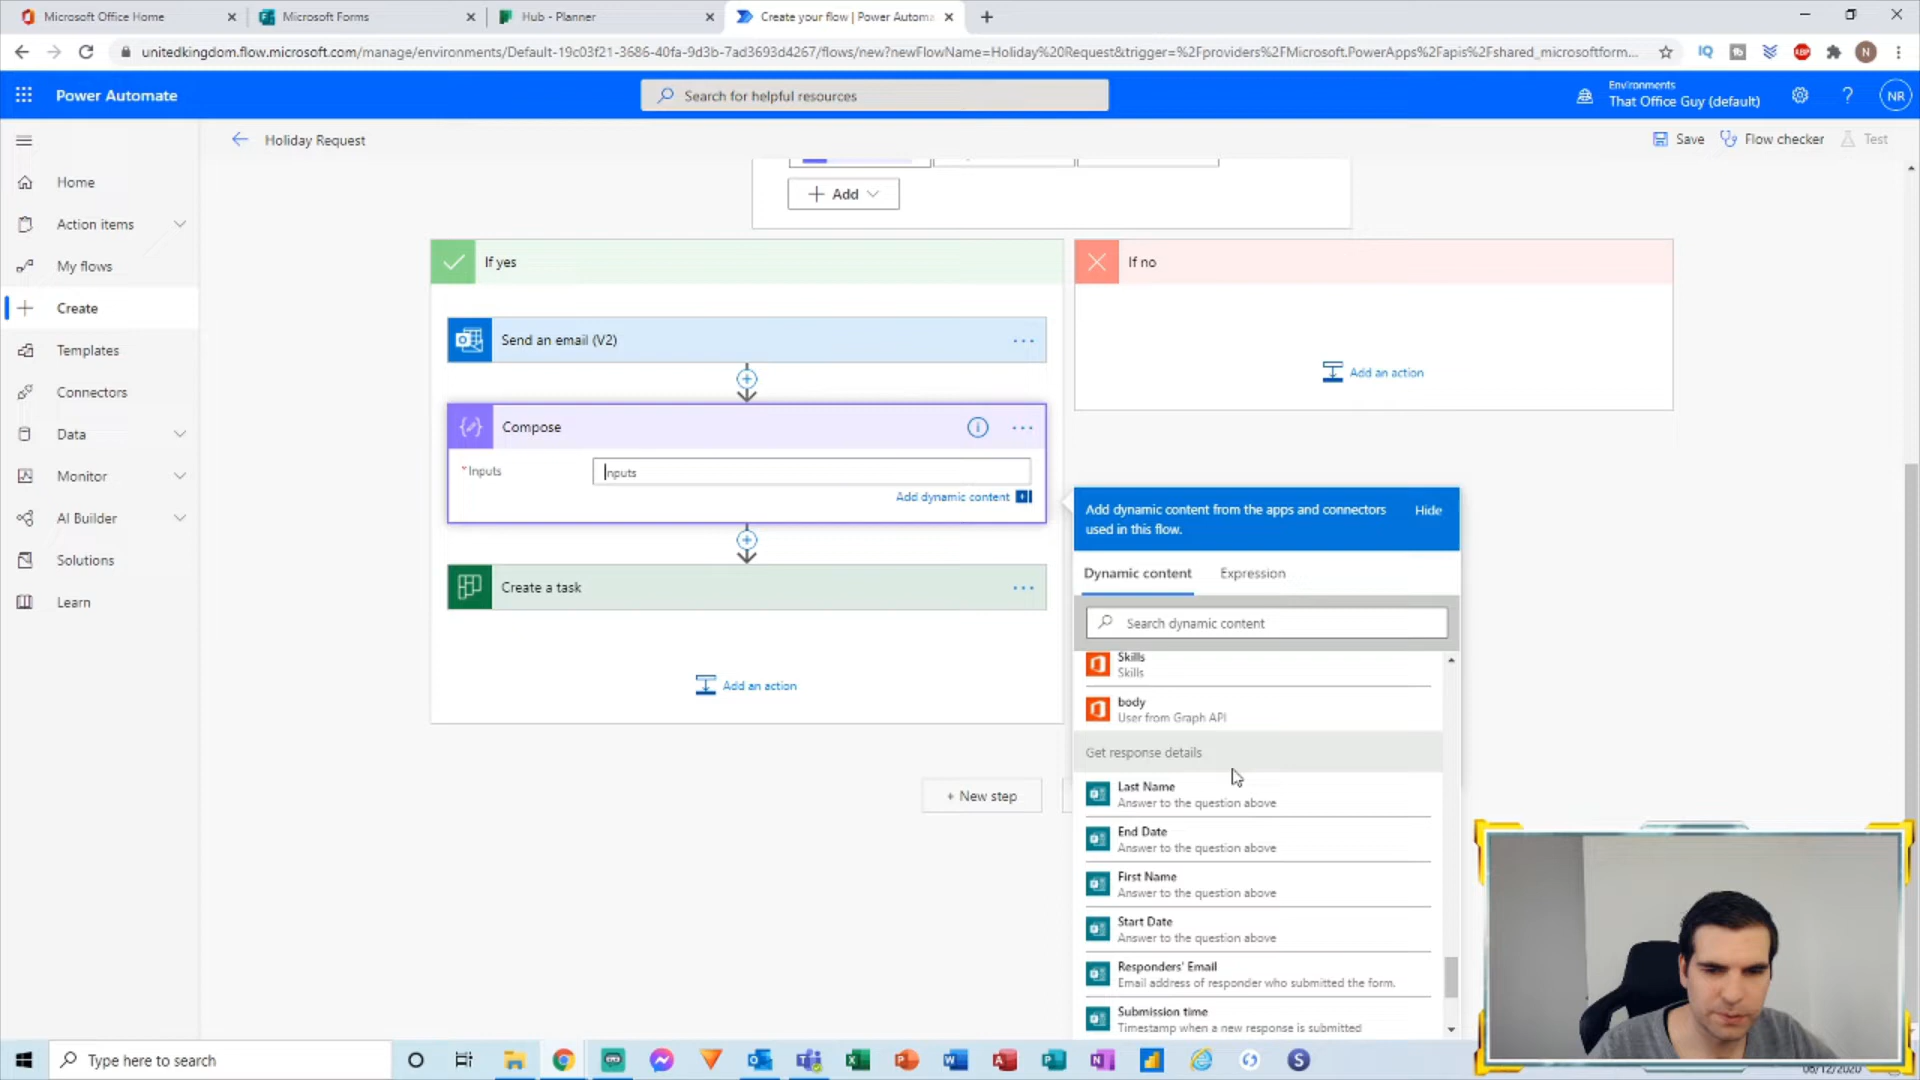 Microsoft Office Home
Microsoft Forms
Hub - Planner
Create your flow | Power Automa
unitedkingdom.flow.microsoft.com/manage/environments/Default-19c03f21-3686-40fa-9d3b-7ad3693d4267/flows/new?newFlowName=Holiday%20Request&trigger=%2Fproviders%2FMicrosoft.PowerApps%2Fapis%2Fshared_microsoftform...
Power Automate
Search for helpful resources
Environments
That Office Guy (default)
NR
Holiday Request
Save
Flow checker
Test
Home
Action items
My flows
Create
Templates
Connectors
Data
Monitor
AI Builder
Solutions
Learn
Add
If yes
If no
Send an email (V2)
Add an action
Compose
*Inputs
Inputs
Add dynamic content
Create a task
Add an action
+ New step
Add dynamic content from the apps and connectors
used in this flow.
Hide
Dynamic content
Expression
Search dynamic content
Skills
Skills
body
User from Graph API
Get response details
Last Name
Answer to the question above
End Date
Answer to the question above
First Name
Answer to the question above
Start Date
Answer to the question above
Responders' Email
Email address of responder who submitted the form.
Submission time
Timestamp when a new response is submitted
Type here to search